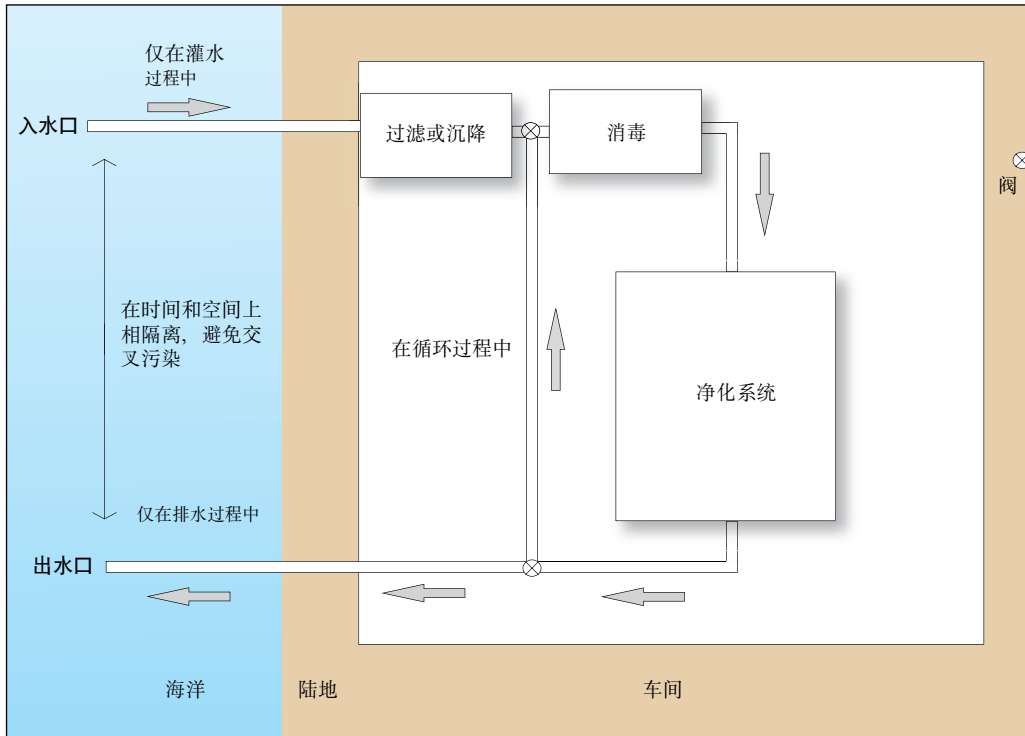 仅在灌水
过程中
入水口
过滤或沉降
消毒
阀
在时间和空间上
相隔离，避免交
叉污染
在循环过程中
净化系统
仅在排水过程中
出水口
海洋
陆地
车间